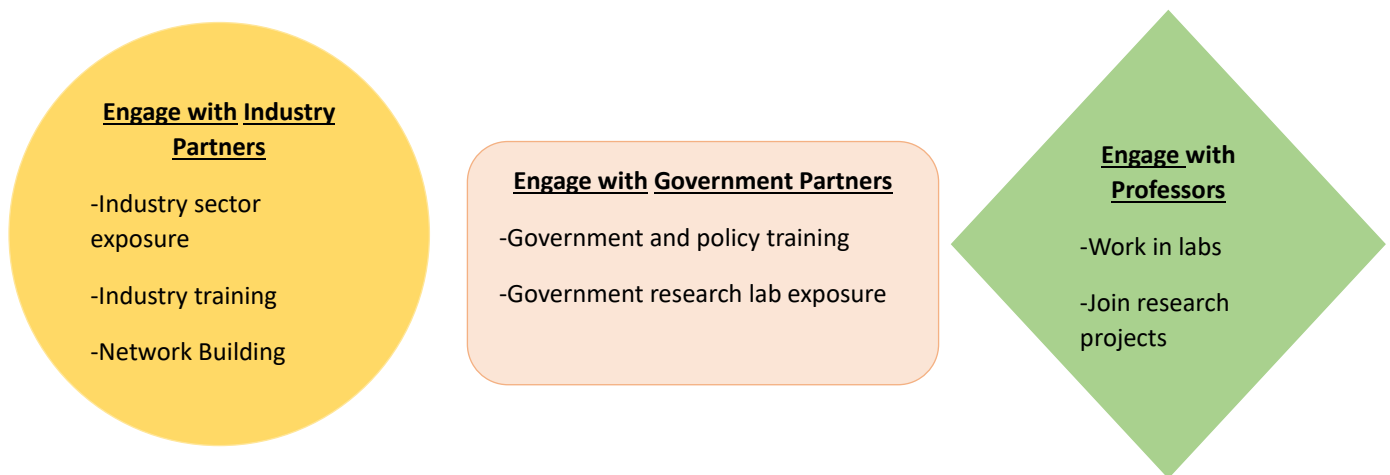 Engage with Industry
Partners
-Industry sector
exposure
-Industry training
-Network Building
Engage with Government Partners
-Government and policy training
-Government research lab exposure
Engage with
Professors
-Work in labs
-Join research
projects